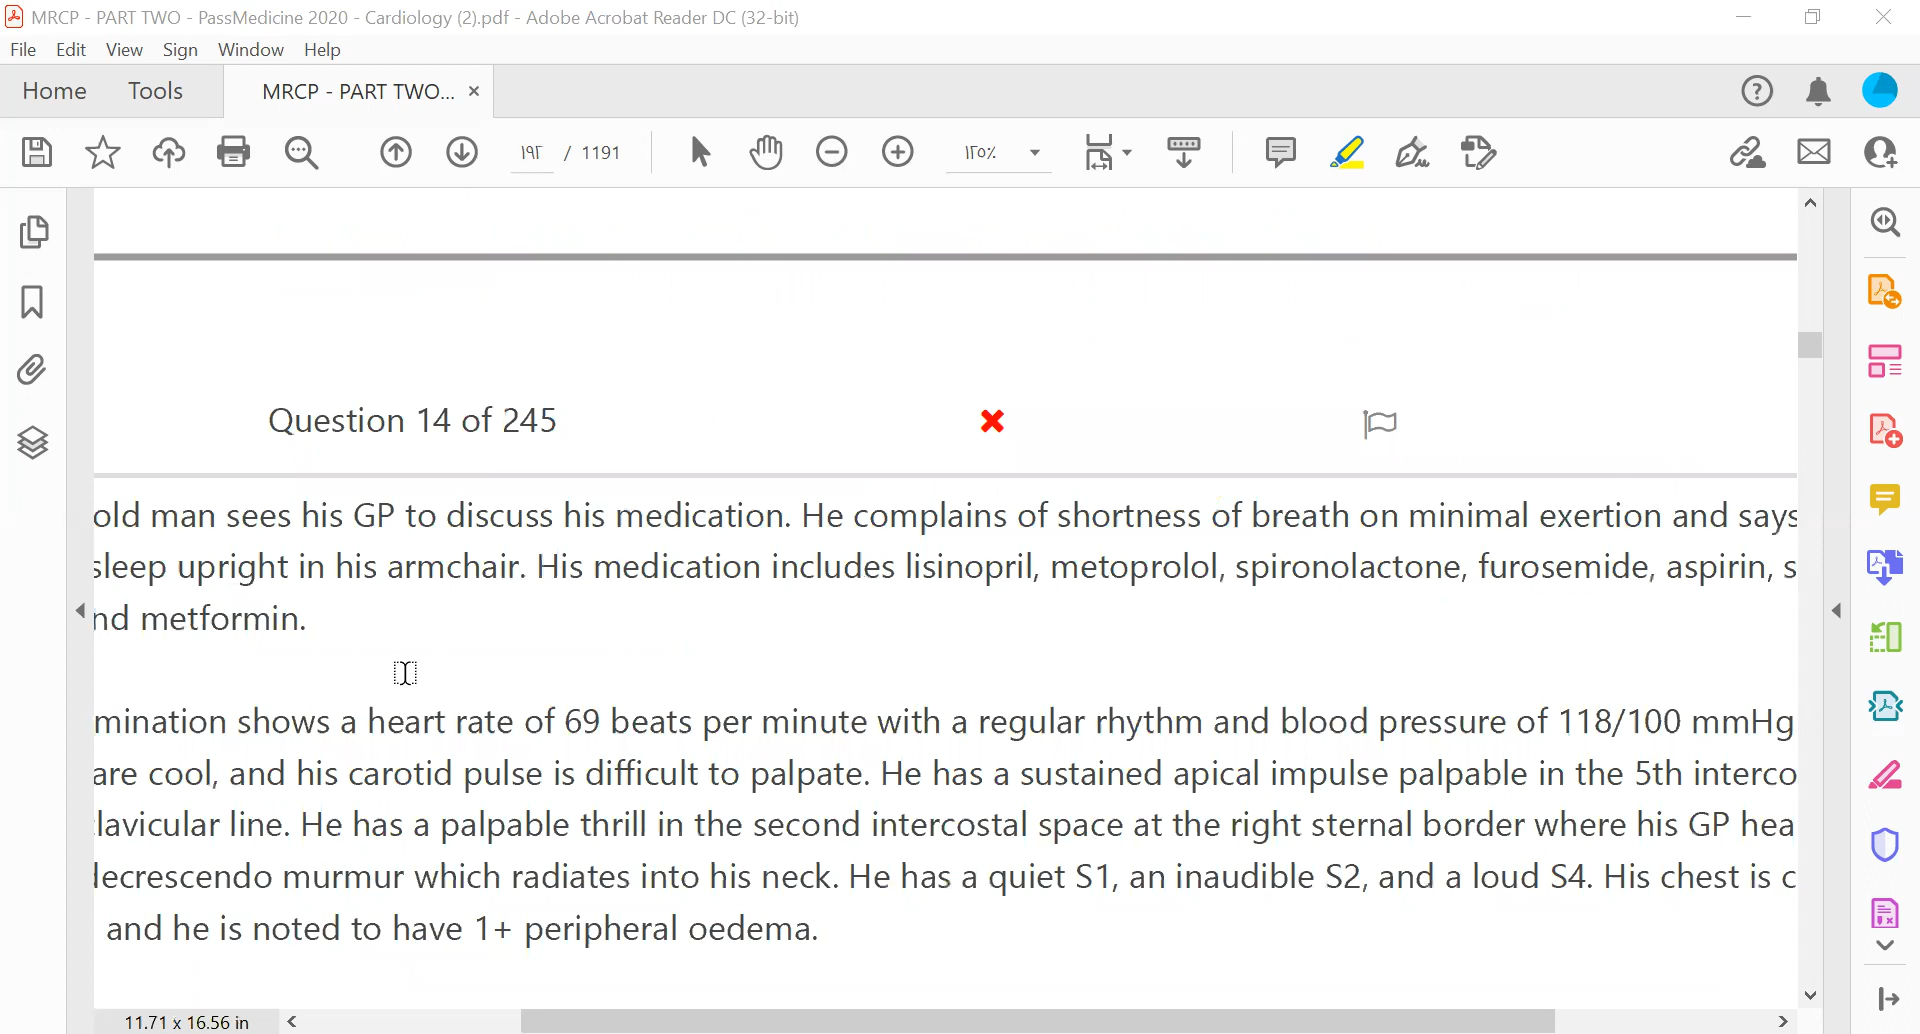 MRCP - PART TWO - PassMedicine 2020 - Cardiology (2).pdf - Adobe Acrobat Reader DC (32-bit)
File Edit View Sign Window Help
Home Tools MRCP - PART TWO... ×
١٩٢ / 1191 ١٢٥٪
Question 14 of 245
old man sees his GP to discuss his medication. He complains of shortness of breath on minimal exertion and says
sleep upright in his armchair. His medication includes lisinopril, metoprolol, spironolactone, furosemide, aspirin, s
nd metformin.
mination shows a heart rate of 69 beats per minute with a regular rhythm and blood pressure of 118/100 mmHg
are cool, and his carotid pulse is difficult to palpate. He has a sustained apical impulse palpable in the 5th interco
lavicular line. He has a palpable thrill in the second intercostal space at the right sternal border where his GP hea
decrescendo murmur which radiates into his neck. He has a quiet S1, an inaudible S2, and a loud S4. His chest is c
and he is noted to have 1+ peripheral oedema.
11.71 x 16.56 in